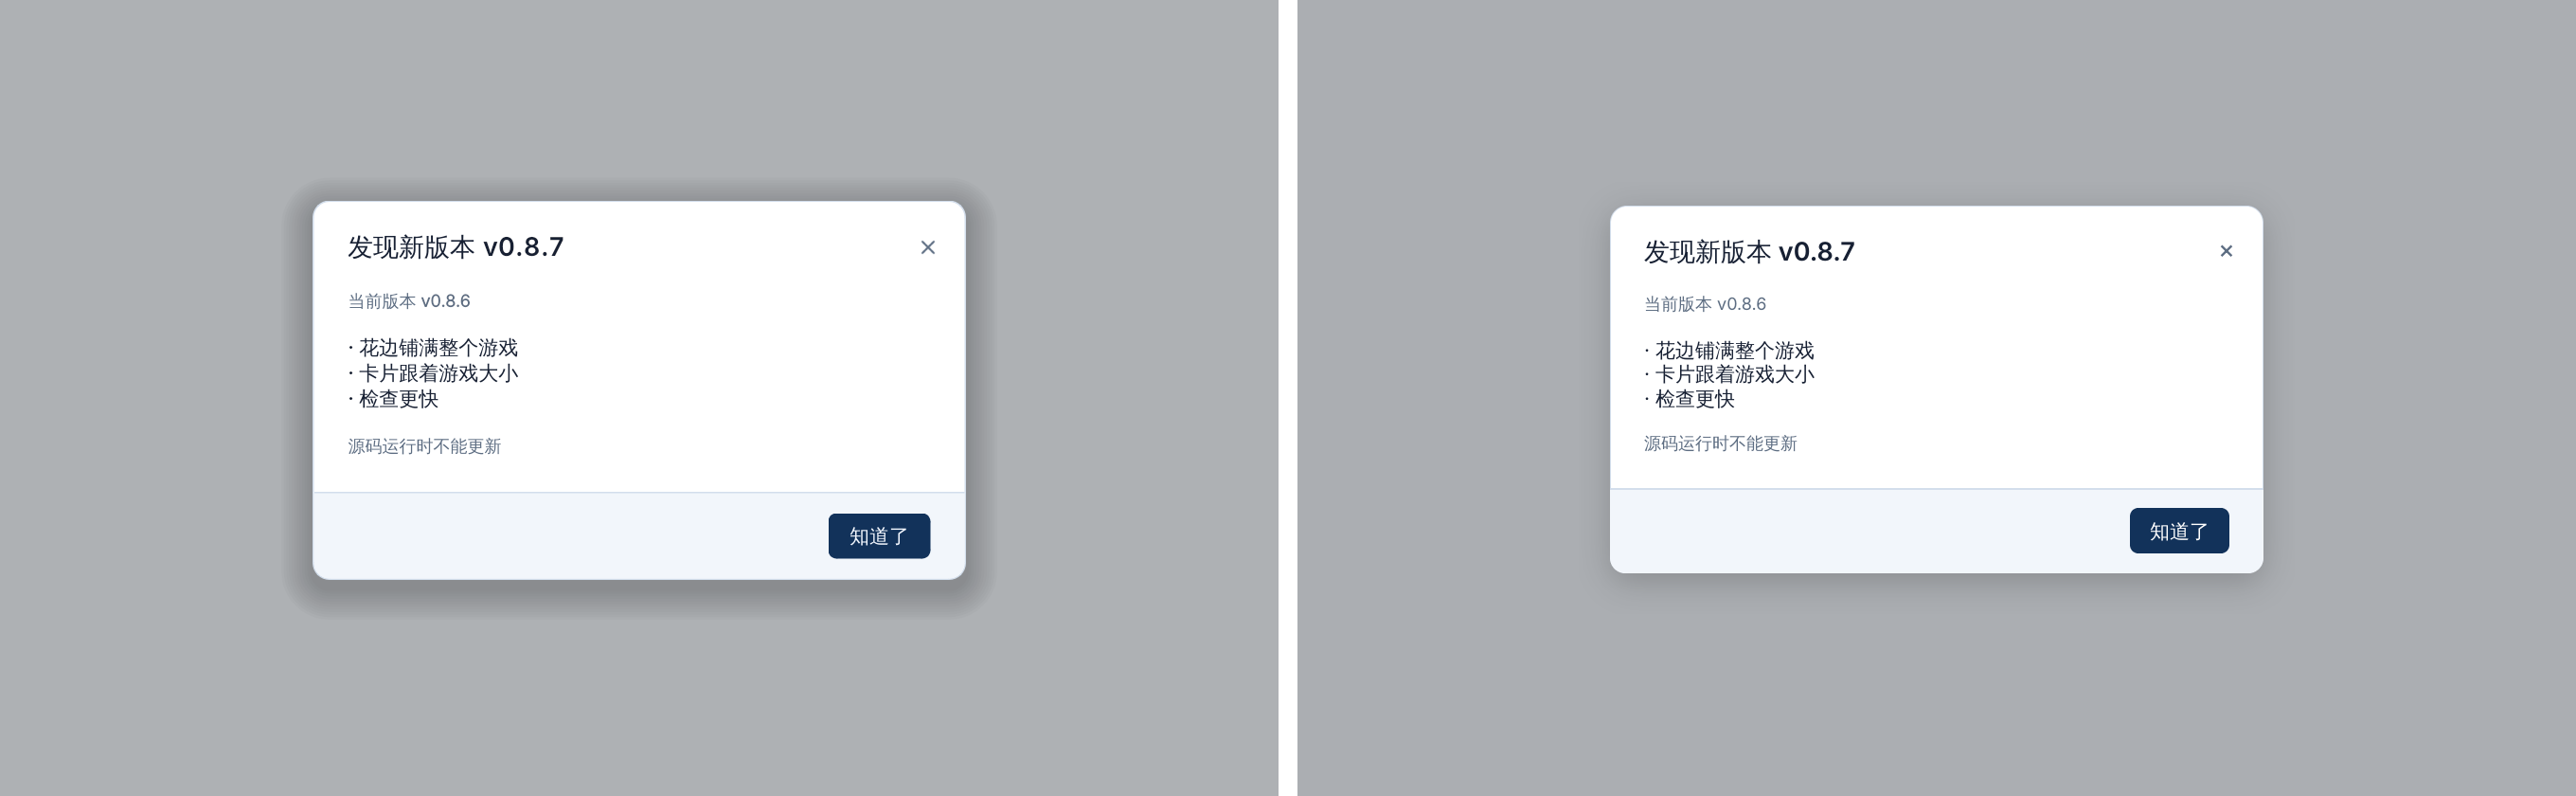 发现新版本 v0.8.7
×
当前版本 v0.8.6
· 花边铺满整个游戏
· 卡片跟着游戏大小
· 检查更快
源码运行时不能更新
知道了
发现新版本 v0.8.7
×
当前版本 v0.8.6
· 花边铺满整个游戏
· 卡片跟着游戏大小
· 检查更快
源码运行时不能更新
知道了